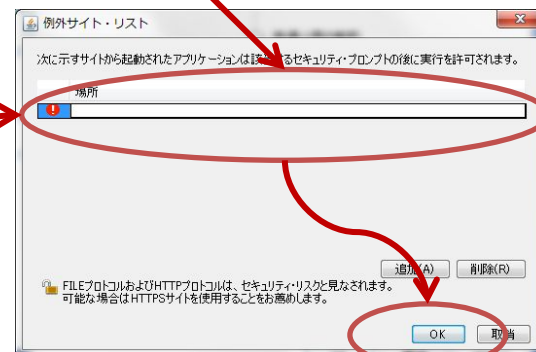 例外サイト・リスト
次に示すサイトから起動されたアプリケーションは該当するセキュリティ・プロンプトの後に実行を許可されます。
場所
追加(A)
削除(R)
FILEプロトコルおよびHTTPプロトコルは、セキュリティ・リスクと見なされます。
可能な場合はHTTPSサイトを使用することをお薦めします。
OK
取消